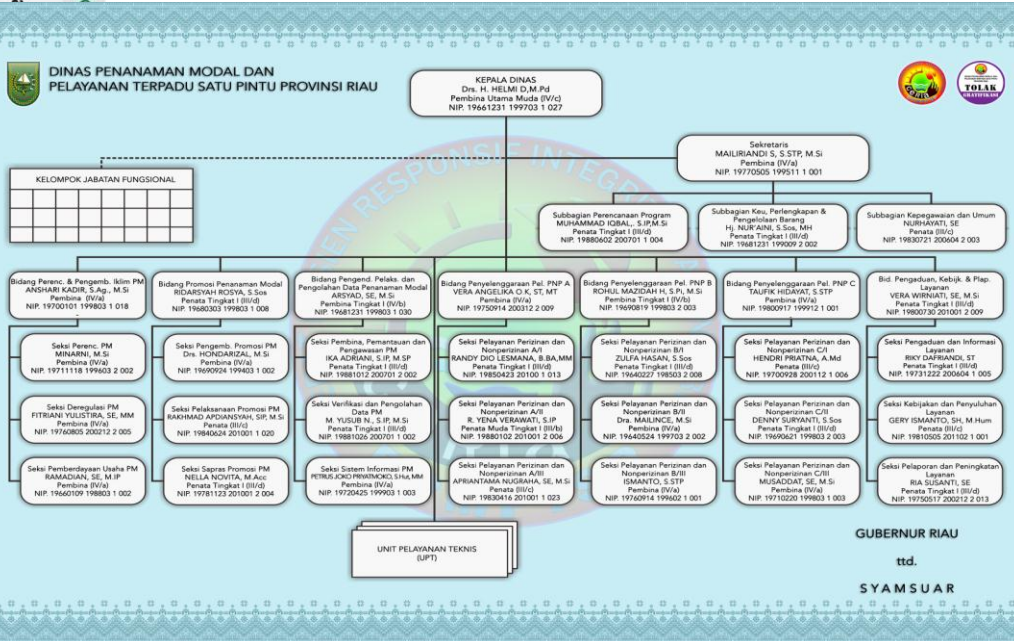 DINAS PENANAMAN MODAL DAN
PELAYANAN TERPADU SATU PINTU PROVINSI RIAU
KEPALA DINAS
Drs. H. HELMI D,M.Pd
Pembina Utama Muda (IV/c)
NIP. 19661231 199703 1 027
TOLAK
GRATIFIKASI
Sekretaris
MAILIRIANDI S, S.STP, M.Si
Pembina (IV/a)
NIP. 19770505 199511 1 001
KELOMPOK JABATAN FUNGSIONAL
Subbagian Perencanaan Program
MUHAMMAD IQBAL,. S.IP,M.Si
Penata Tingkat I (III/d)
NIP. 19880602 200701 1 004
Subbagian Keu, Perlengkapan &
Pengelolaan Barang
Hj. NUR'AINI, S.Sos, MH
Penata Tingkat I (III/d)
NIP. 19681231 199009 2 002
Subbagian Kepegawaian dan Umum
NURHAYATI, SE
Penata (III/c)
NIP. 19830721 200604 2 003
Bidang Perenc. & Pengemb. Iklim PM
ANSHARI KADIR, S.Ag., M.Si
Pembina (IV/a)
NIP. 19700101 199803 1 018
Bidang Promosi Penanaman Modal
RIDARSYAH ROSYA, S.Sos
Penata Tingkat I (III/d)
NIP. 19680303 199803 1 008
Bidang Pengend. Pelaks. dan
Pengolahan Data Penanaman Modal
ARSYAD, SE, M.Si
Penata Tingkat I (IV/b)
NIP. 19681231 199803 1 030
Bidang Penyelenggaraan Pel. PNP A
VERA ANGELIKA O.K, ST, MT
Pembina (IV/a)
NIP. 19750914 200312 2 009
Bidang Penyelenggaraan Pel. PNP B
ROHUL MAZIDAH H, S.Pi, M.Si
Pembina Tingkat I (IV/b)
NIP. 19690819 199803 2 003
Bidang Penyelenggaraan Pel. PNP C
TAUFIK HIDAYAT, S.STP
Pembina (IV/a)
NIP. 19800917 199912 1 001
Bid. Pengaduan, Kebijk. & Plap.
Layanan
VERA WIRNIATI, SE, M.Si
Penata Tingkat I (III/d)
NIP. 19800730 201001 2 009
Seksi Perenc. PM
MINARNI, M.Si
Pembina (IV/a)
NIP. 19711118 199603 2 002
Seksi Pengemb. Promosi PM
Drs. HONDARIZAL, M.Si
Pembina (IV/a)
NIP. 19690924 199403 1 002
Seksi Pembina, Pemantauan dan
Pengawasan PM
IKA ADRIANI, S.IP, M.SP
Penata Tingkat I (III/d)
NIP. 19881012 200701 2 002
Seksi Pelayanan Perizinan dan
Nonperizinan A/I
RANDY DIO LESMANA, B.BA,MM
Penata Tingkat I (III/d)
NIP. 19850423 20100 1 013
Seksi Pelayanan Perizinan dan
Nonperizinan B/I
ZULFA HASAN, S.Sos
Penata Tingkat I (III/d)
NIP. 19640227 198503 2 008
Seksi Pelayanan Perizinan dan
Nonperizinan C/I
HENDRI PRIATNA, A.Md
Penata (III/c)
NIP. 19700928 200112 1 006
Seksi Pengaduan dan Informasi
Layanan
RIKY DAFRIANDI, ST
Penata Tingkat I (III/d)
NIP. 19731222 200604 1 005
Seksi Deregulasi PM
FITRIANI YULISTIRA, SE, MM
Pembina (IV/a)
NIP. 19760805 200212 2 005
Seksi Pelaksanaan Promosi PM
RAKHMAD APDIANSYAH, SIP, M.Si
Penata (III/c)
NIP. 19840624 201001 1 020
Seksi Verifikasi dan Pengolahan
Data PM
M. YUSUB N, S.IP, M.Si
Penata Tingkat I (III/d)
NIP. 19881026 200701 1 002
Seksi Pelayanan Perizinan dan
Nonperizinan A/II
R. YENA VERAWATI, S.IP
Penata Muda Tingkat I (III/b)
NIP. 19880102 201001 2 006
Seksi Pelayanan Perizinan dan
Nonperizinan B/II
Dra. MAILINCE, M.Si
Pembina (IV/a)
NIP. 19640524 199703 2 002
Seksi Pelayanan Perizinan dan
Nonperizinan C/II
DENNY SURYANTI, S.Sos
Penata Tingkat I (III/d)
NIP. 19690621 199803 2 003
Seksi Kebijakan dan Penyuluhan
Layanan
GERY ISMANTO, SH, M.Hum
Penata (III/c)
NIP. 19810505 201102 1 001
Seksi Pemberdayaan Usaha PM
RAMADIAN, SE, M.IP
Pembina (IV/a)
NIP. 19660109 198803 1 002
Seksi Sapras Promosi PM
NELLA NOVITA, M.Acc
Penata Tingkat I (III/d)
NIP. 19781123 201001 2 004
Seksi Sistem Informasi PM
PETRUS JOKO PRIYATMOKO, S.Hut, MM
Pembina (IV/a)
NIP. 19720425 199903 1 003
Seksi Pelayanan Perizinan dan
Nonperizinan A/III
APRIANTAMA NUGRAHA, SE, M.Si
Penata (III/c)
NIP. 19830416 201001 1 023
Seksi Pelayanan Perizinan dan
Nonperizinan B/III
ISMANTO, S.STP
Pembina (IV/a)
NIP. 19760914 199602 1 001
Seksi Pelayanan Perizinan dan
Nonperizinan C/III
MUSADDAT, SE, M.Si
Pembina (IV/a)
NIP. 19710220 199803 1 003
Seksi Pelaporan dan Peningkatan
Layanan
RIA SUSANTI, SE
Penata Tingkat I (III/d)
NIP. 19750517 200212 2 013
UNIT PELAYANAN TEKNIS
(UPT)
GUBERNUR RIAU
ttd.
SYAMSUAR